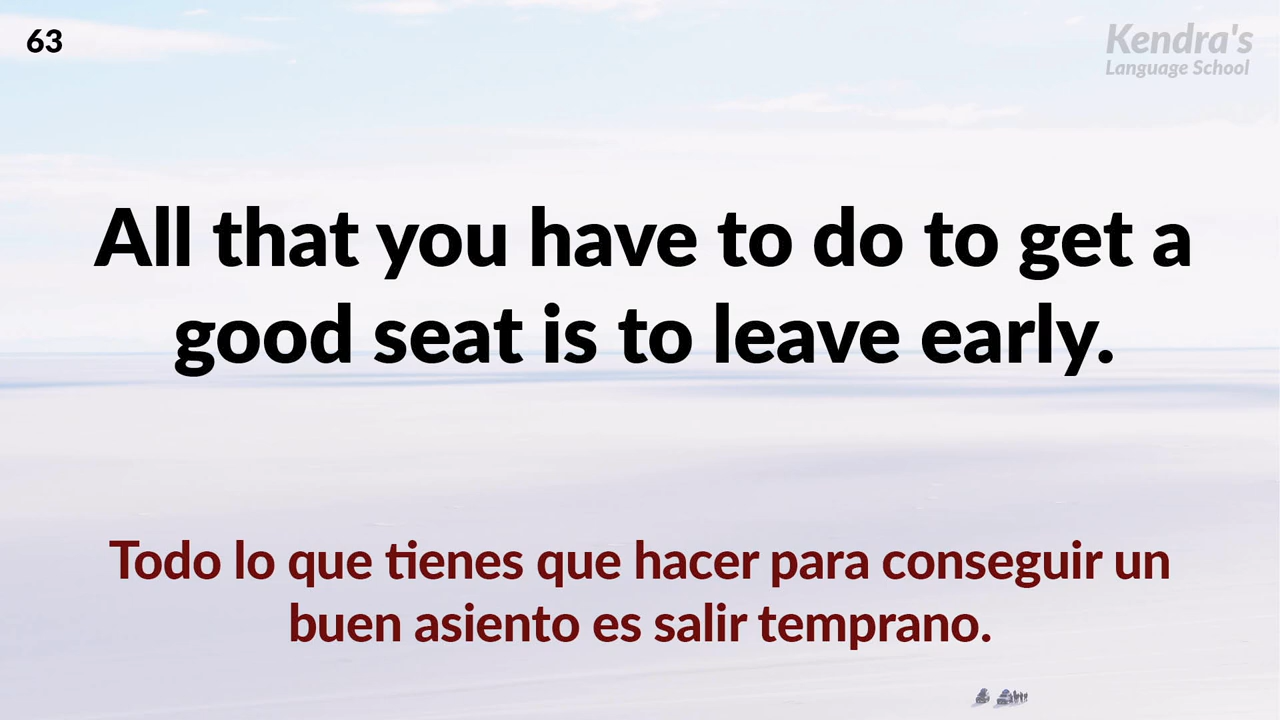 63
Kendra's
Language School
All that you have to do to get a
good seat is to leave early.
Todo lo que tienes que hacer para conseguir un
buen asiento es salir temprano.